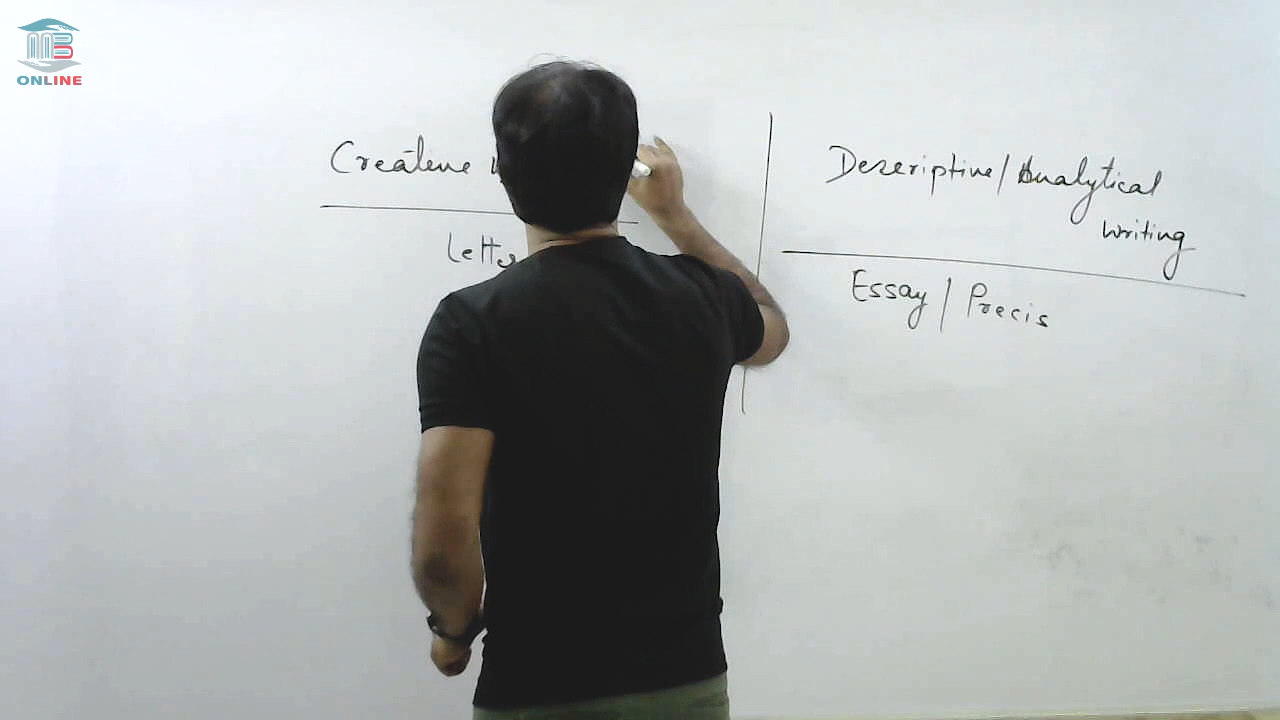 ONLINE
Creative
Letter
Descriptive/Analytical
Writing
Essay/Precis